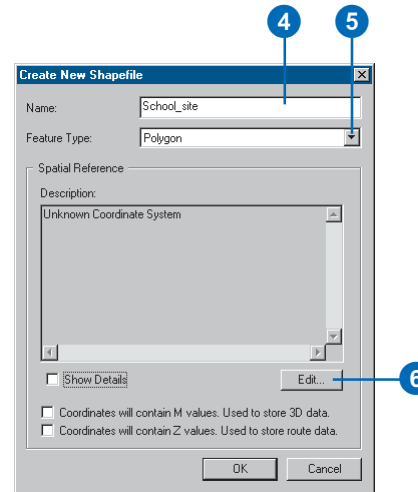 4 5
Create New Shapefile
Name: School_site
Feature Type: Polygon
Spatial Reference
Description:
Unknown Coordinate System
Show Details Edit... 6
Coordinates will contain M values. Used to store 3D data.
Coordinates will contain Z values. Used to store route data.
OK Cancel